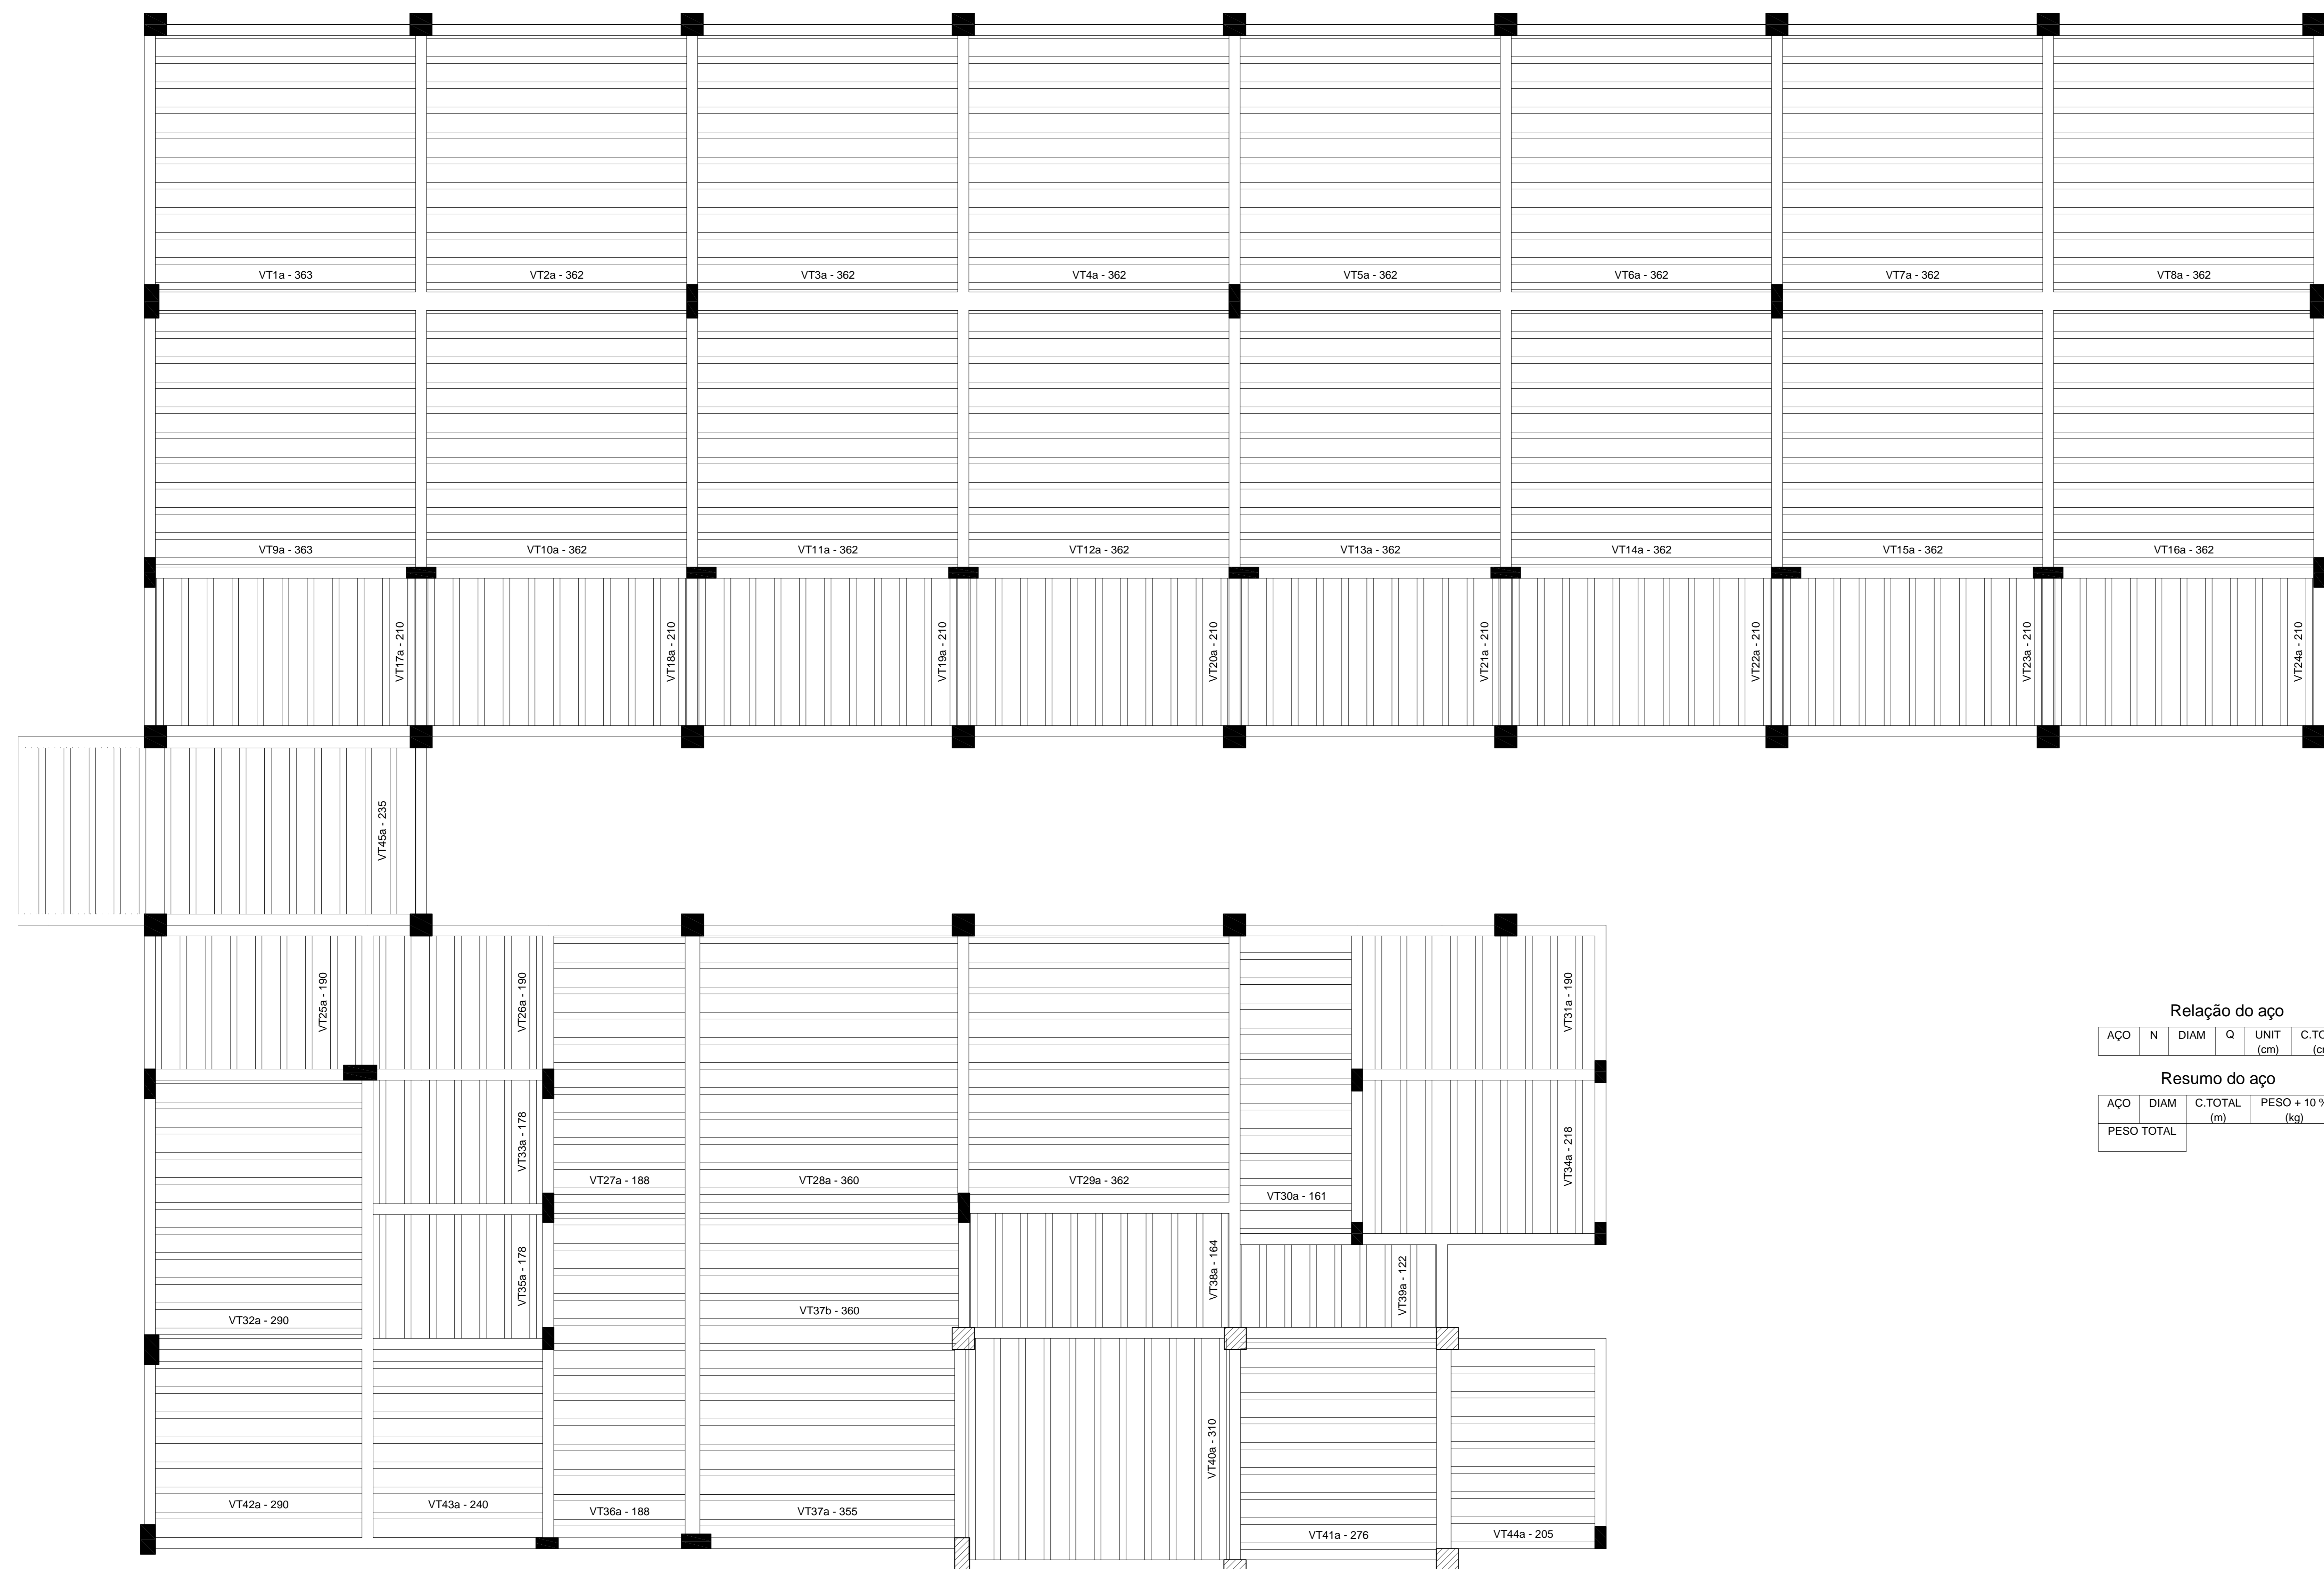 VT1a - 363
VT2a - 362
VT3a - 362
VT4a - 362
VT5a - 362
VT6a - 362
VT7a - 362
VT8a - 362
VT9a - 363
VT10a - 362
VT11a - 362
VT12a - 362
VT13a - 362
VT14a - 362
VT15a - 362
VT16a - 362
VT17a - 210
VT18a - 210
VT19a - 210
VT20a - 210
VT21a - 210
VT22a - 210
VT23a - 210
VT24a - 210
VT45a - 235
VT25a - 190
VT26a - 190
VT31a - 190
Relação do aço
AÇO N DIAM Q UNIT
(cm)
Resumo do aço
AÇO DIAM C.TOTAL PESO + 10 %
(m) (kg)
PESO TOTAL
VT33a - 178
VT34a - 218
VT27a - 188
VT28a - 360
VT29a - 362
VT30a - 161
VT35a - 178
VT38a - 164
VT39a - 122
VT32a - 290
VT37b - 360
VT40a - 310
VT42a - 290
VT43a - 240
VT36a - 188
VT37a - 355
VT41a - 276
VT44a - 205